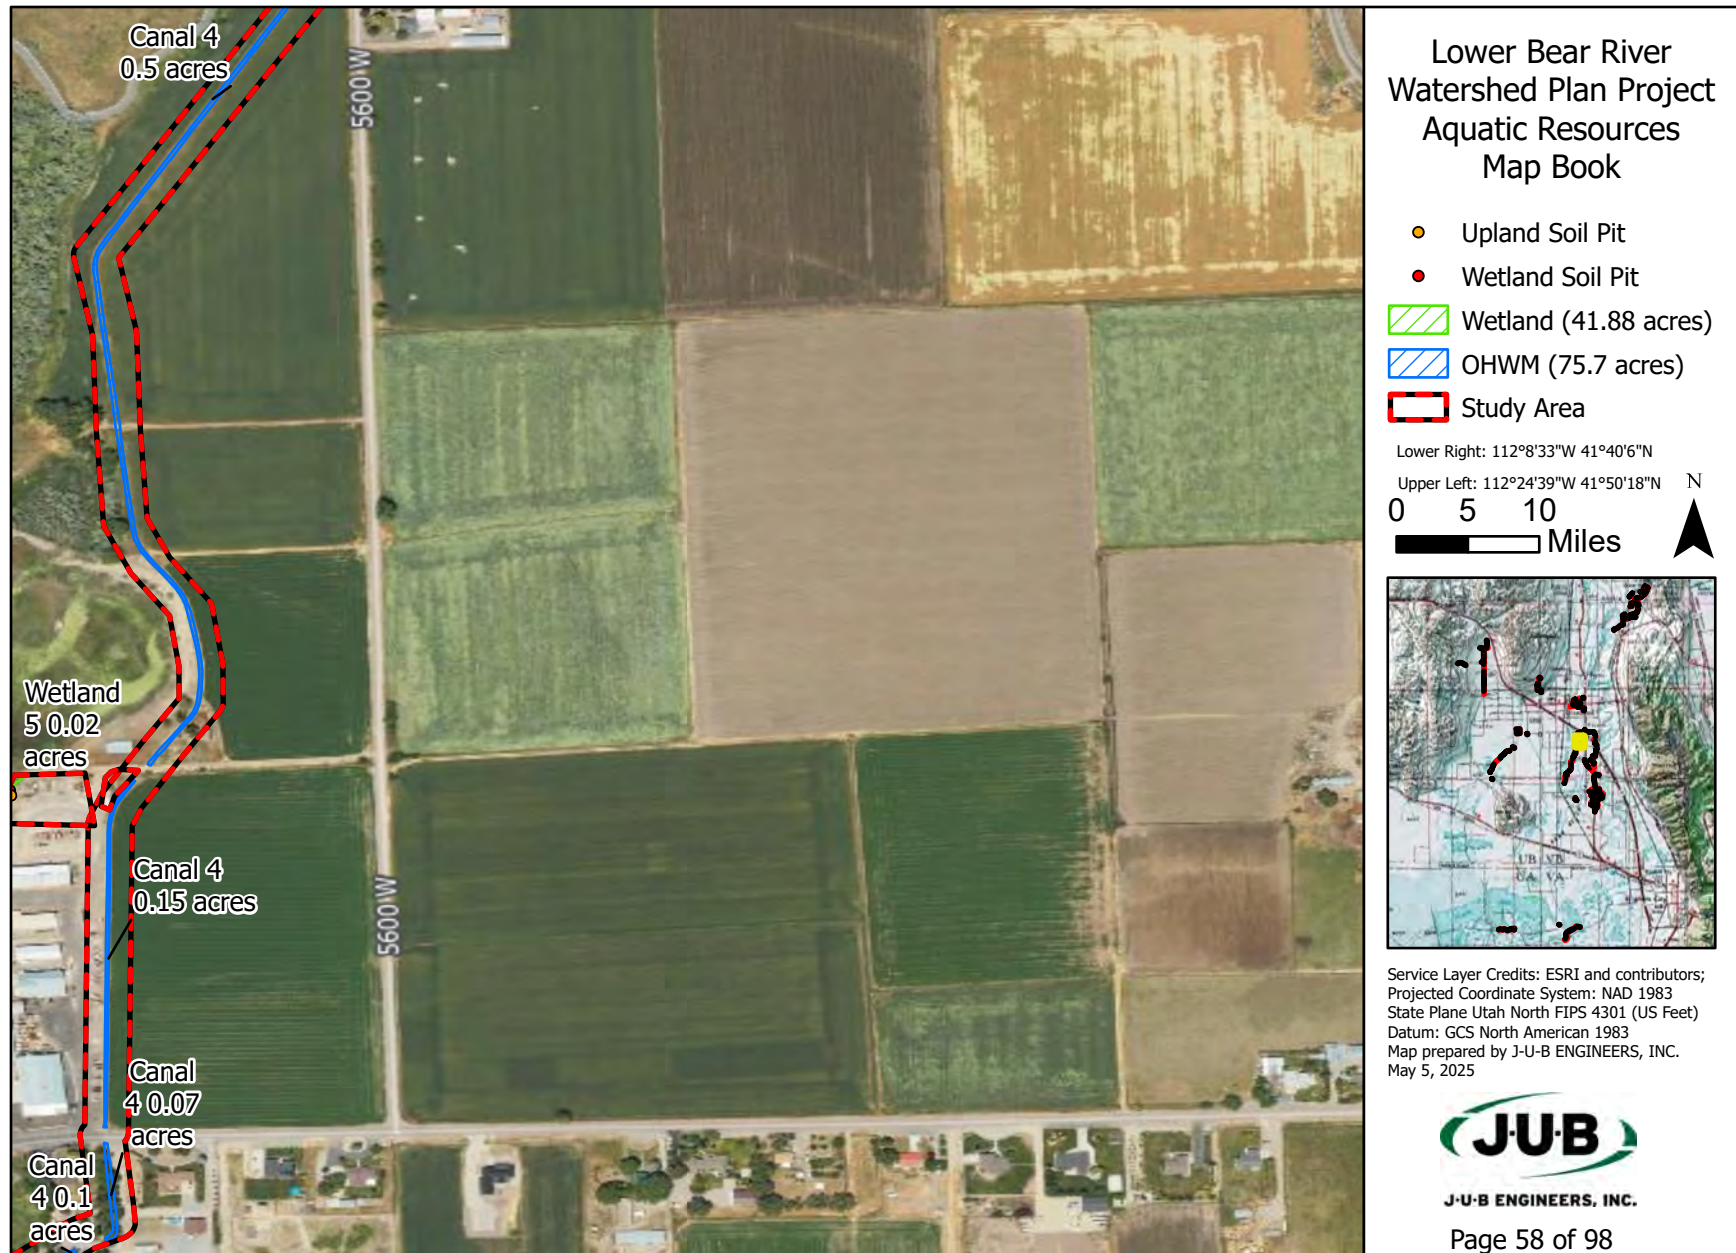 Canal 4
0.5 acres
5600 W
Wetland
5 0.02
acres
Canal 4
0.15 acres
5600 W
Canal
4 0.07
acres
Canal
4 0.1
acres
Lower Bear River
Watershed Plan Project
Aquatic Resources
Map Book
Upland Soil Pit
Wetland Soil Pit
Wetland (41.88 acres)
OHWM (75.7 acres)
Study Area
Lower Right: 112°8'33"W 41°40'6"N
Upper Left: 112°24'39"W 41°50'18"N
N
0 5 10
Miles
UB VB
UA VA
Service Layer Credits: ESRI and contributors;
Projected Coordinate System: NAD 1983
State Plane Utah North FIPS 4301 (US Feet)
Datum: GCS North American 1983
Map prepared by J-U-B ENGINEERS, INC.
May 5, 2025
J·U·B
J·U·B ENGINEERS, INC.
Page 58 of 98